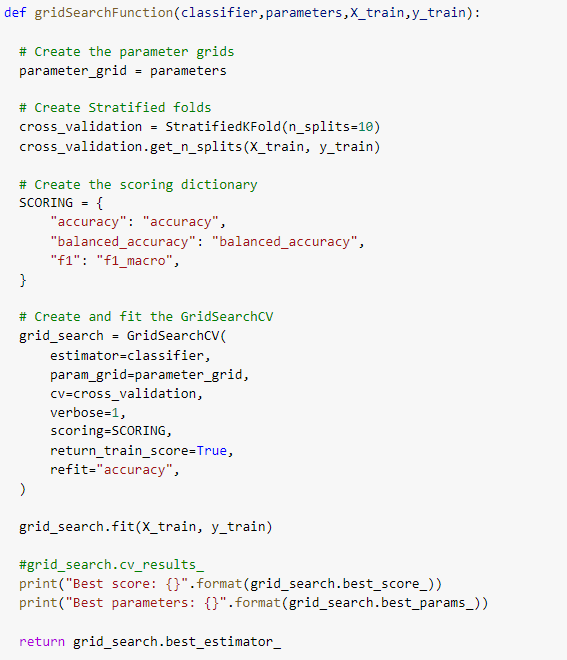 def gridSearchFunction(classifier,parameters,X_train,y_train):
# Create the parameter grids
parameter_grid = parameters
# Create Stratified folds
cross_validation = StratifiedKFold(n_splits=10)
cross_validation.get_n_splits(X_train, y_train)
# Create the scoring dictionary
SCORING = {
"accuracy": "accuracy",
"balanced_accuracy": "balanced_accuracy",
"f1": "f1_macro",
}
# Create and fit the GridSearchCV
grid_search = GridSearchCV(
estimator=classifier,
param_grid=parameter_grid,
cv=cross_validation,
verbose=1,
scoring=SCORING,
return_train_score=True,
refit="accuracy",
)
grid_search.fit(X_train, y_train)
#grid_search.cv_results_
print("Best score: {}".format(grid_search.best_score_))
print("Best parameters: {}".format(grid_search.best_params_))
return grid_search.best_estimator_